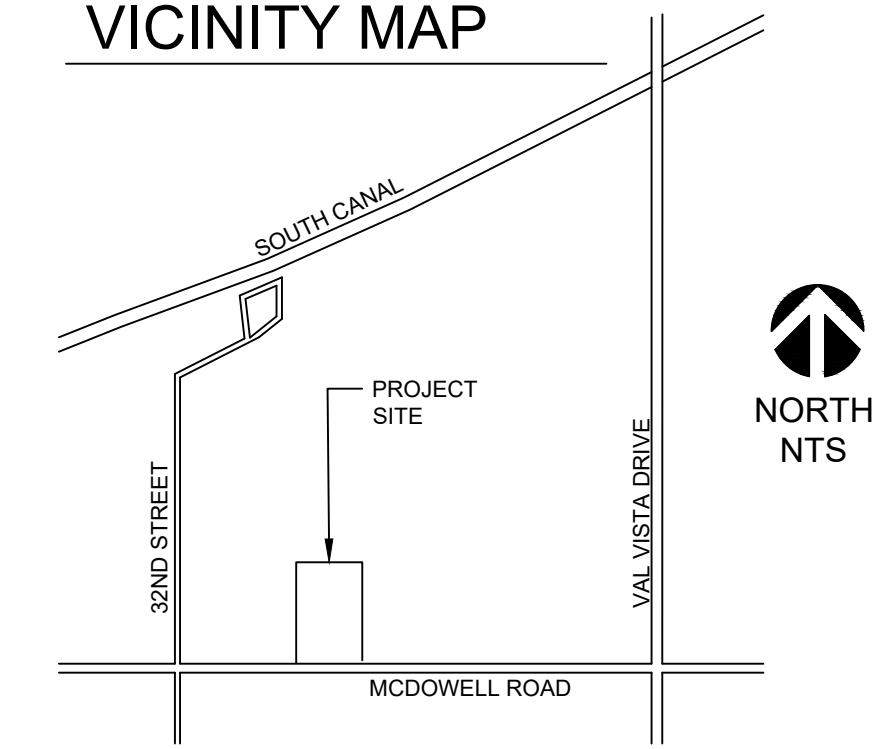 VICINITY MAP
SOUTH CANAL
PROJECT
SITE
NORTH
NTS
32ND STREET
VAL VISTA DRIVE
MCDOWELL ROAD